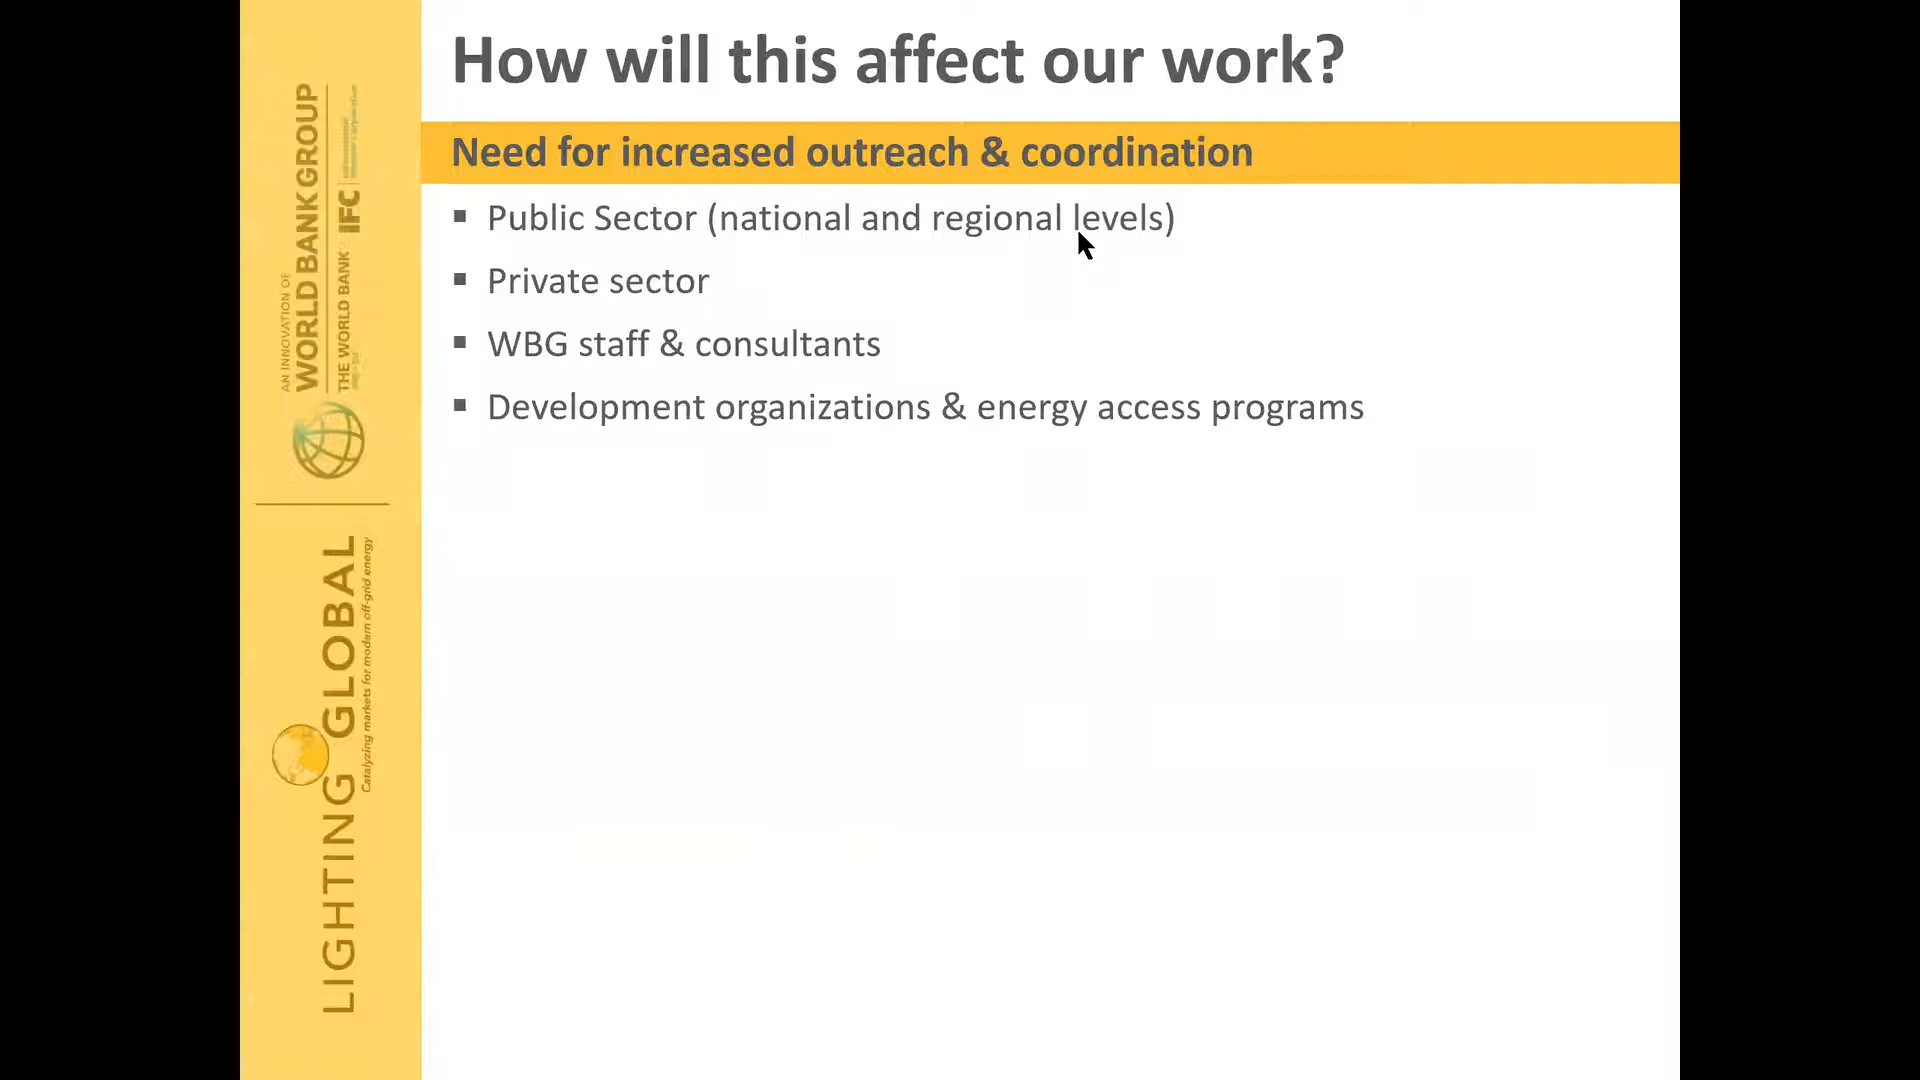 How will this affect our work?
Need for increased outreach & coordination
▪ Public Sector (national and regional levels)
▪ Private sector
▪ WBG staff & consultants
▪ Development organizations & energy access programs
AN INNOVATION OF
WORLD BANK GROUP
THE WORLD BANK
IFC
LIGHTING GLOBAL
Catalyzing markets for modern off-grid energy